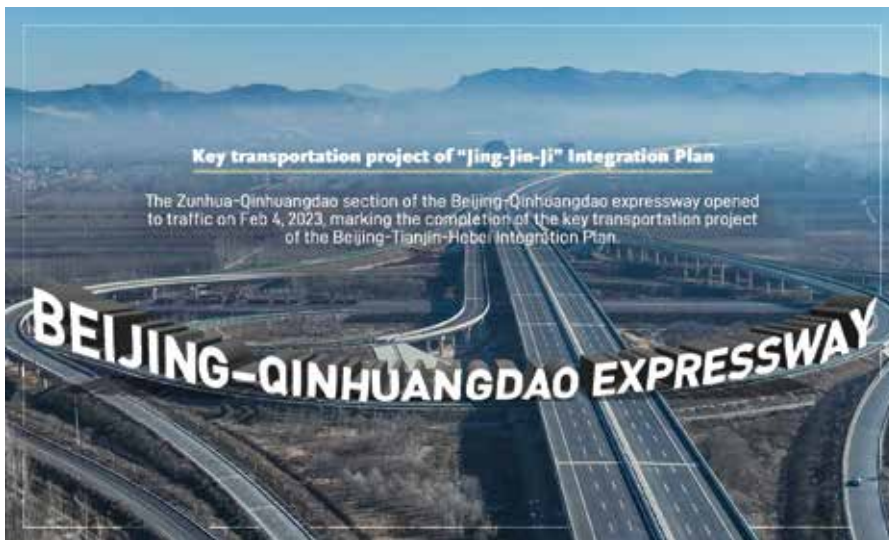 Key transportation project of “Jing-Jin-Ji” Integration Plan
The Zunhua-Qinhuangdao section of the Beijing-Qinhuangdao expressway opened
to traffic on Feb 4, 2023, marking the completion of the key transportation project
of the Beijing-Tianjin-Hebei Integration Plan.
BEIJING-QINHUANGDAO EXPRESSWAY